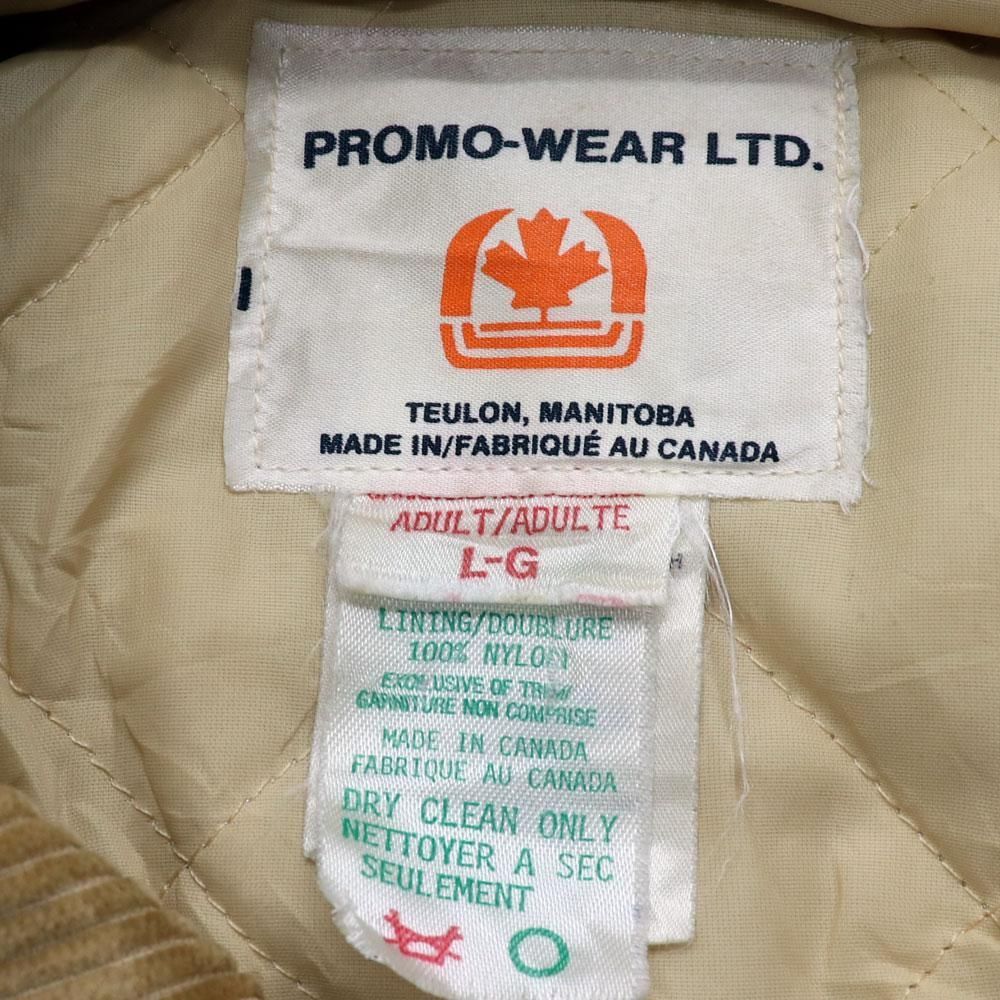 PROMO-WEAR LTD.
TEULON, MANITOBA
MADE IN/FABRIQUÉ AU CANADA
ADULT/ADULTE
L-G
H
LINING/DOUBLURE
100% NYLON
EXCLUSIVE OF TRIM
GARNITURE NON COMPRISE
MADE IN CANADA
FABRIQUE AU CANADA
DRY CLEAN ONLY
NETTOYER A SEC
SEULEMENT